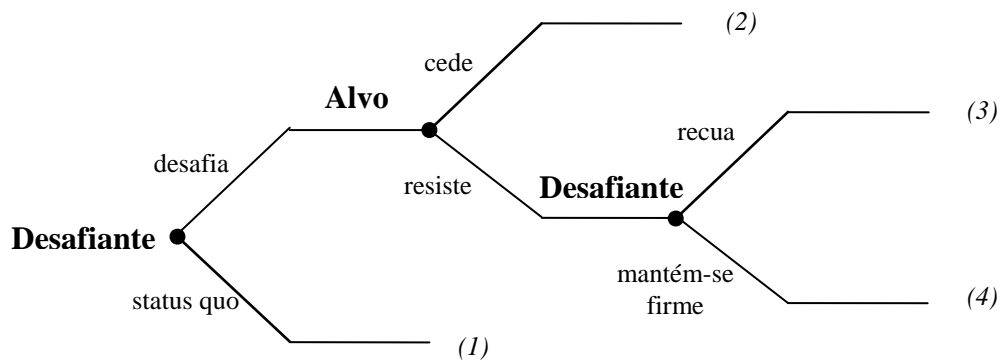 (2)
cede
Alvo
(3)
recua
desafia
resiste
Desafiante
Desafiante
mantém-se
firme
status quo
(4)
(1)